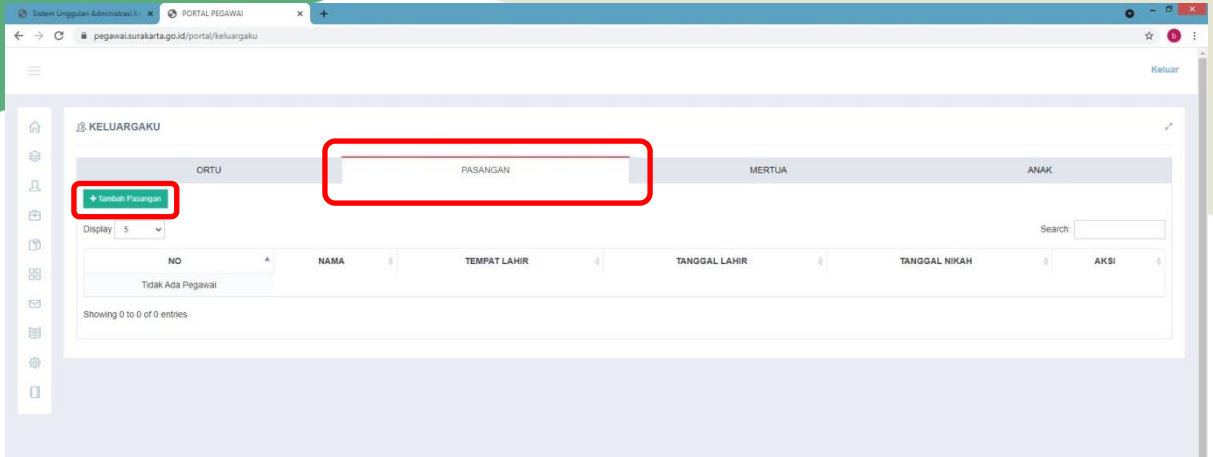 Sistem Unggulan Administrasi K
PORTAL PEGAWAI
pegawai.surakarta.go.id/portal/keluargaku
b
Keluar
KELUARGAKU
ORTU PASANGAN MERTUA ANAK
+ Tambah Pasangan
Display 5 Search:
NO NAMA TEMPAT LAHIR TANGGAL LAHIR TANGGAL NIKAH AKSI
Tidak Ada Pegawai
Showing 0 to 0 of 0 entries